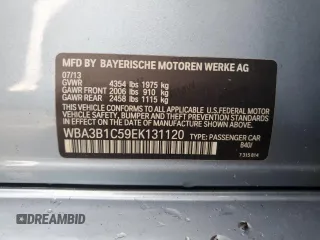 MFD BY BAYERISCHE MOTOREN WERKE AG
07/13
GVWR 4354 lbs 1975 kg
GAWR FRONT 2006 lbs 910 kg
GAWR REAR 2458 lbs 1115 kg
THIS VEHICLE CONFORMS TO ALL APPLICABLE
U.S. FEDERAL MOTOR VEHICLE SAFETY, BUMPER
AND THEFT PREVENTION STANDARDS IN EFFECT
ON THE DATE OF MANUFACTURE SHOWN ABOVE.
WBA3B1C59EK131120 TYPE: PASSENGER CAR
B40/
©DREAMBID